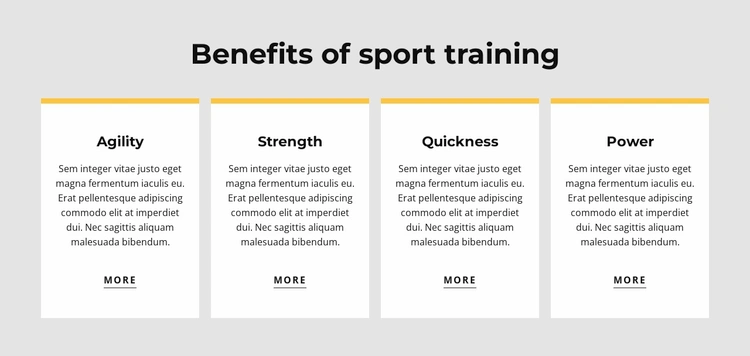 Benefits of sport training
Agility
Sem integer vitae justo eget
magna fermentum iaculis eu.
Erat pellentesque adipiscing
commodo elit at imperdiet
dui. Nec sagittis aliquam
malesuada bibendum.
MORE
Strength
Sem integer vitae justo eget
magna fermentum iaculis eu.
Erat pellentesque adipiscing
commodo elit at imperdiet
dui. Nec sagittis aliquam
malesuada bibendum.
MORE
Quickness
Sem integer vitae justo eget
magna fermentum iaculis eu.
Erat pellentesque adipiscing
commodo elit at imperdiet
dui. Nec sagittis aliquam
malesuada bibendum.
MORE
Power
Sem integer vitae justo eget
magna fermentum iaculis eu.
Erat pellentesque adipiscing
commodo elit at imperdiet
dui. Nec sagittis aliquam
malesuada bibendum.
MORE